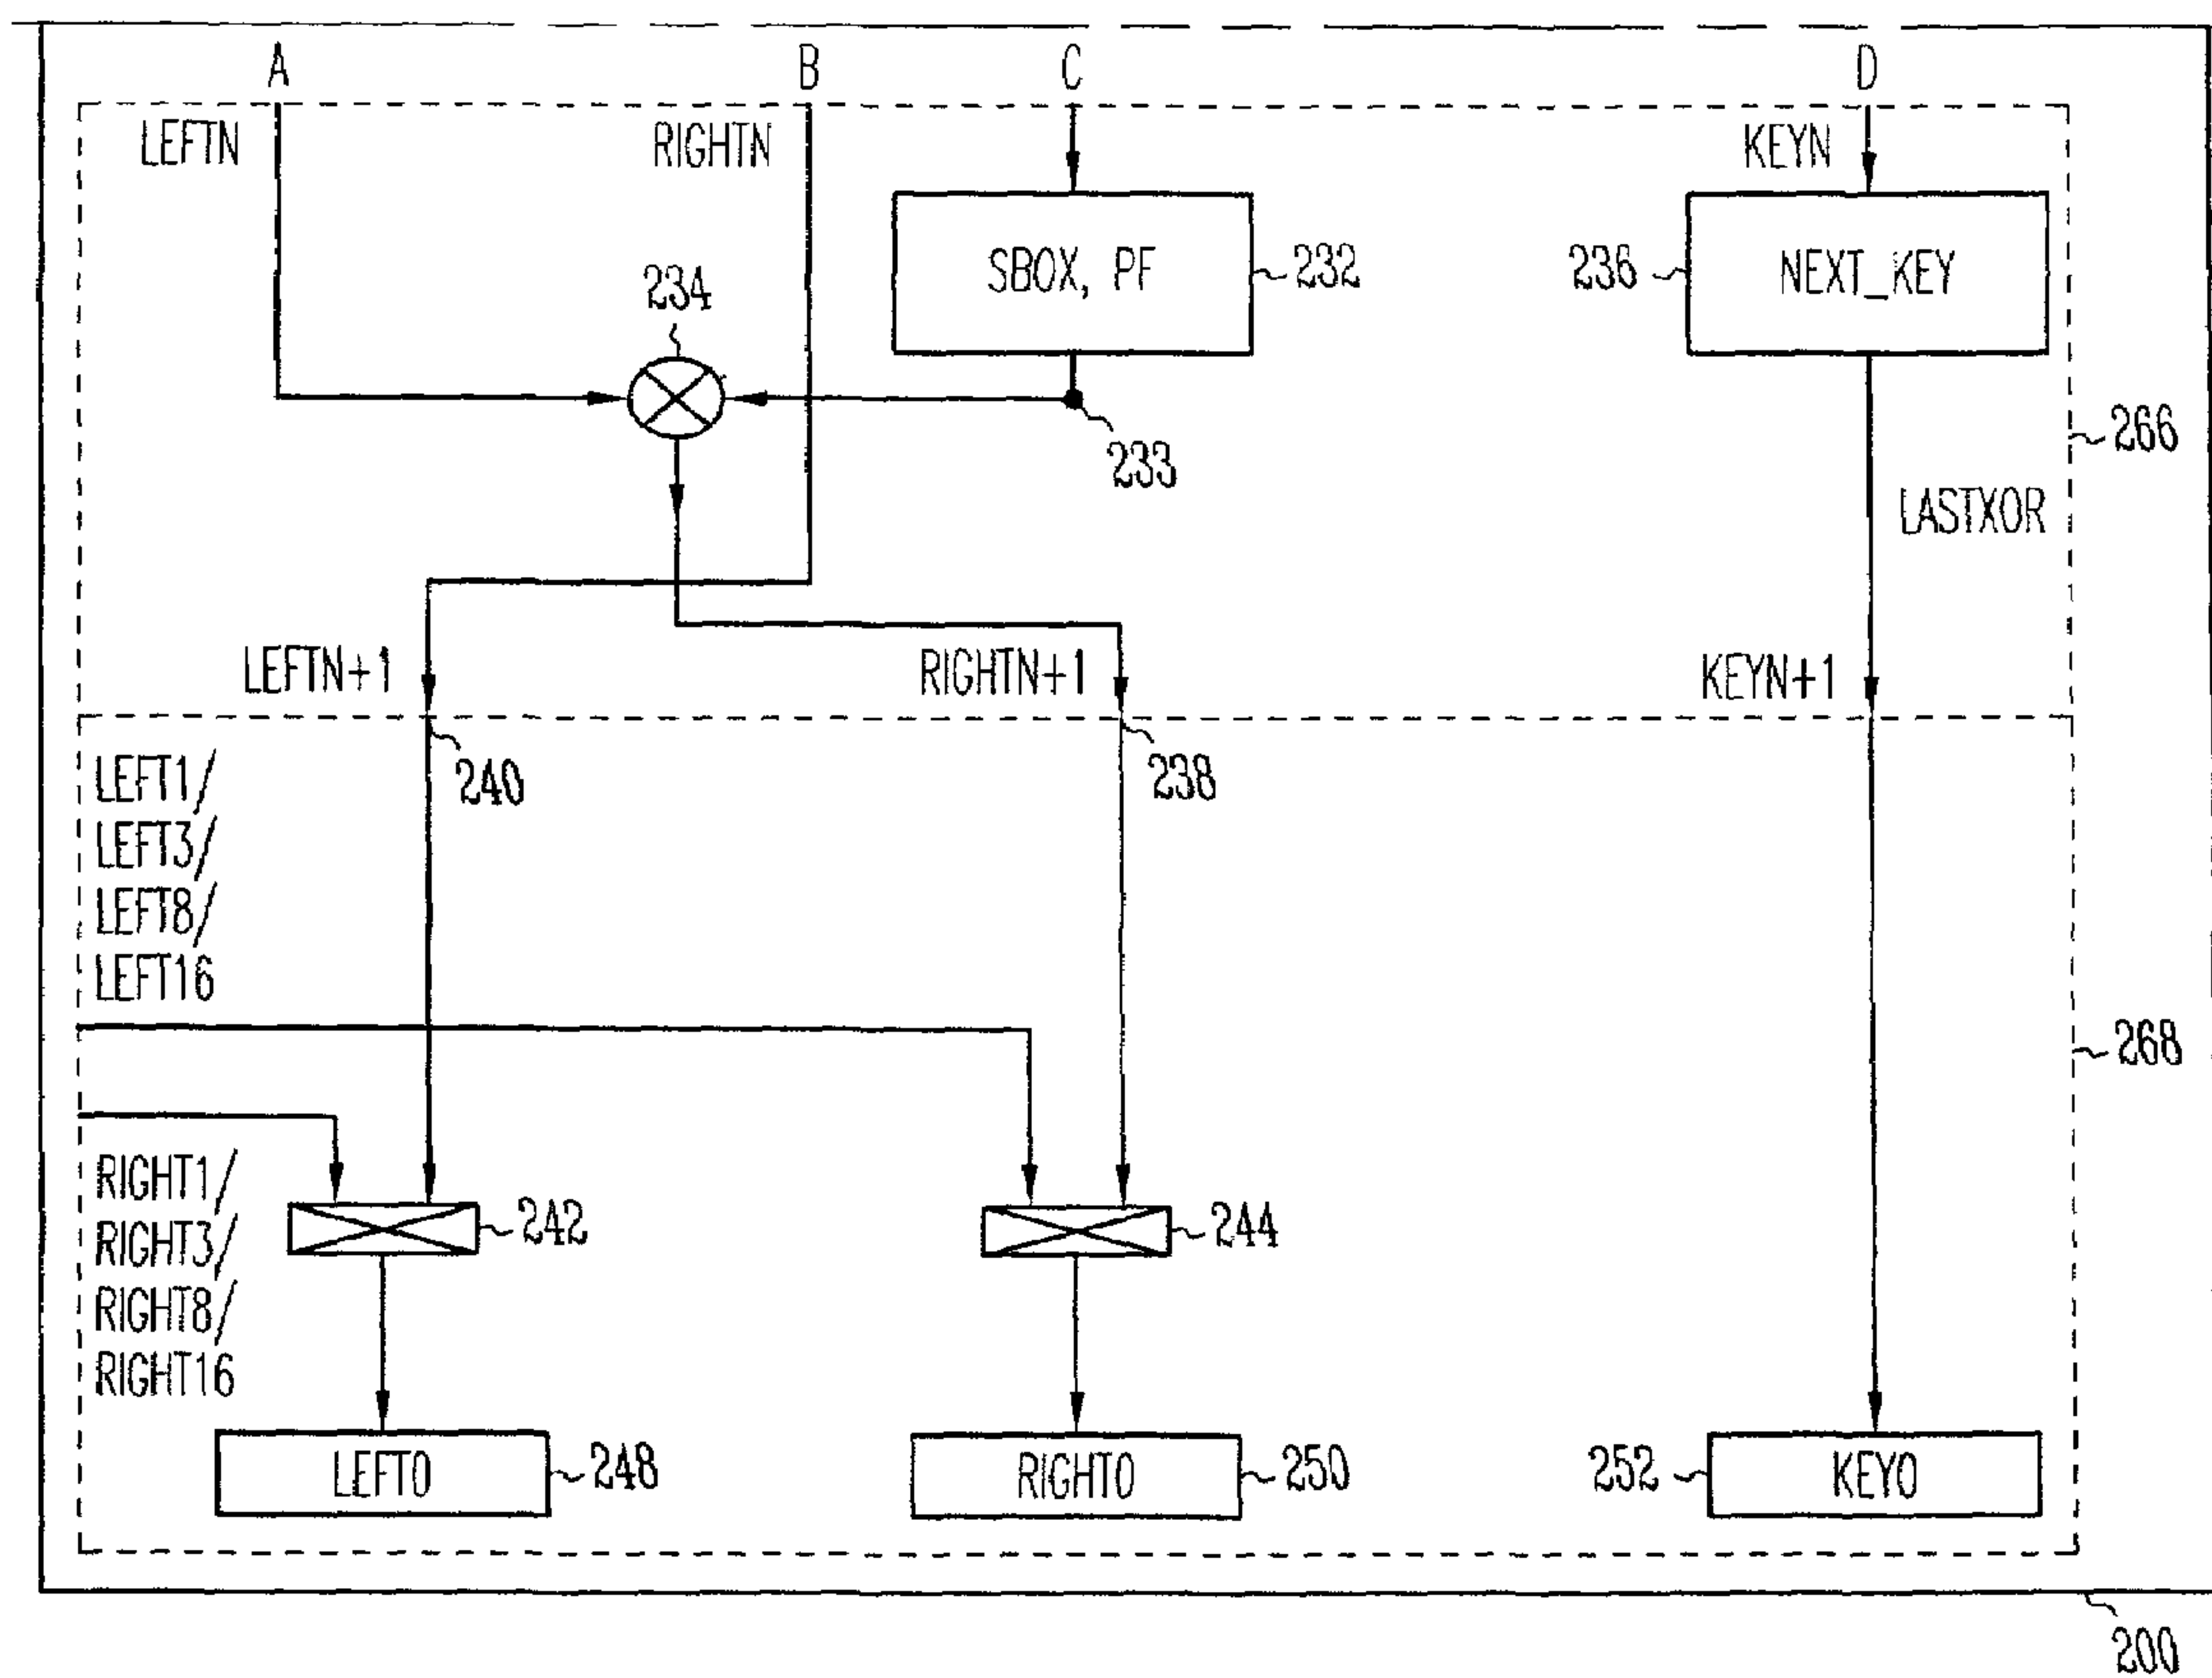 A B C D
LEFTN RIGHTN KEYN
SBOX, PF 232 236 NEXT_KEY
234
266
233
LASTXOR
LEFTN+1 RIGHTN+1 KEYN+1
240 238
LEFT1/
LEFT3/
LEFT8/
LEFT16
268
RIGHT1/
RIGHT3/
RIGHT8/
RIGHT16
242 244
LEFT0 248 RIGHT0 250 252 KEY0
200